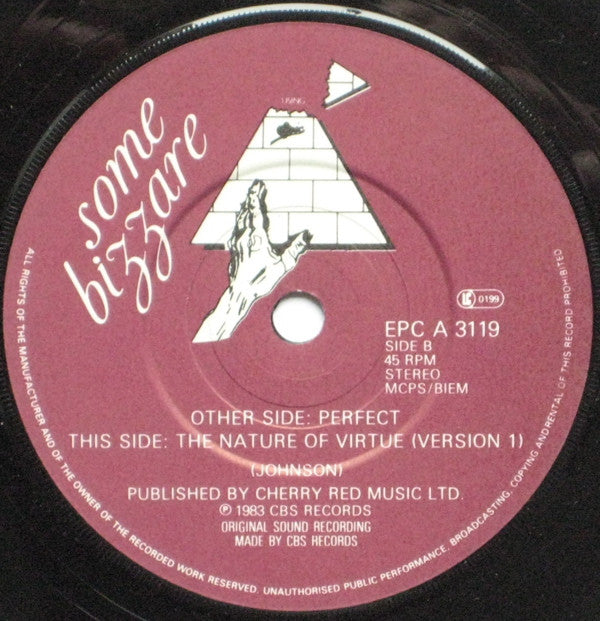 some
bizzare
USING
LC 0199
EPC A 3119
SIDE B
45 RPM
STEREO
MCPS/BIEM
OTHER SIDE: PERFECT
THIS SIDE: THE NATURE OF VIRTUE (VERSION 1)
(JOHNSON)
PUBLISHED BY CHERRY RED MUSIC LTD.
℗ 1983 CBS RECORDS
ORIGINAL SOUND RECORDING
MADE BY CBS RECORDS
ALL RIGHTS OF THE MANUFACTURER AND OF THE OWNER OF THE RECORDED WORK RESERVED. UNAUTHORISED PUBLIC PERFORMANCE, BROADCASTING, COPYING AND RENTAL OF THIS RECORD PROHIBITED